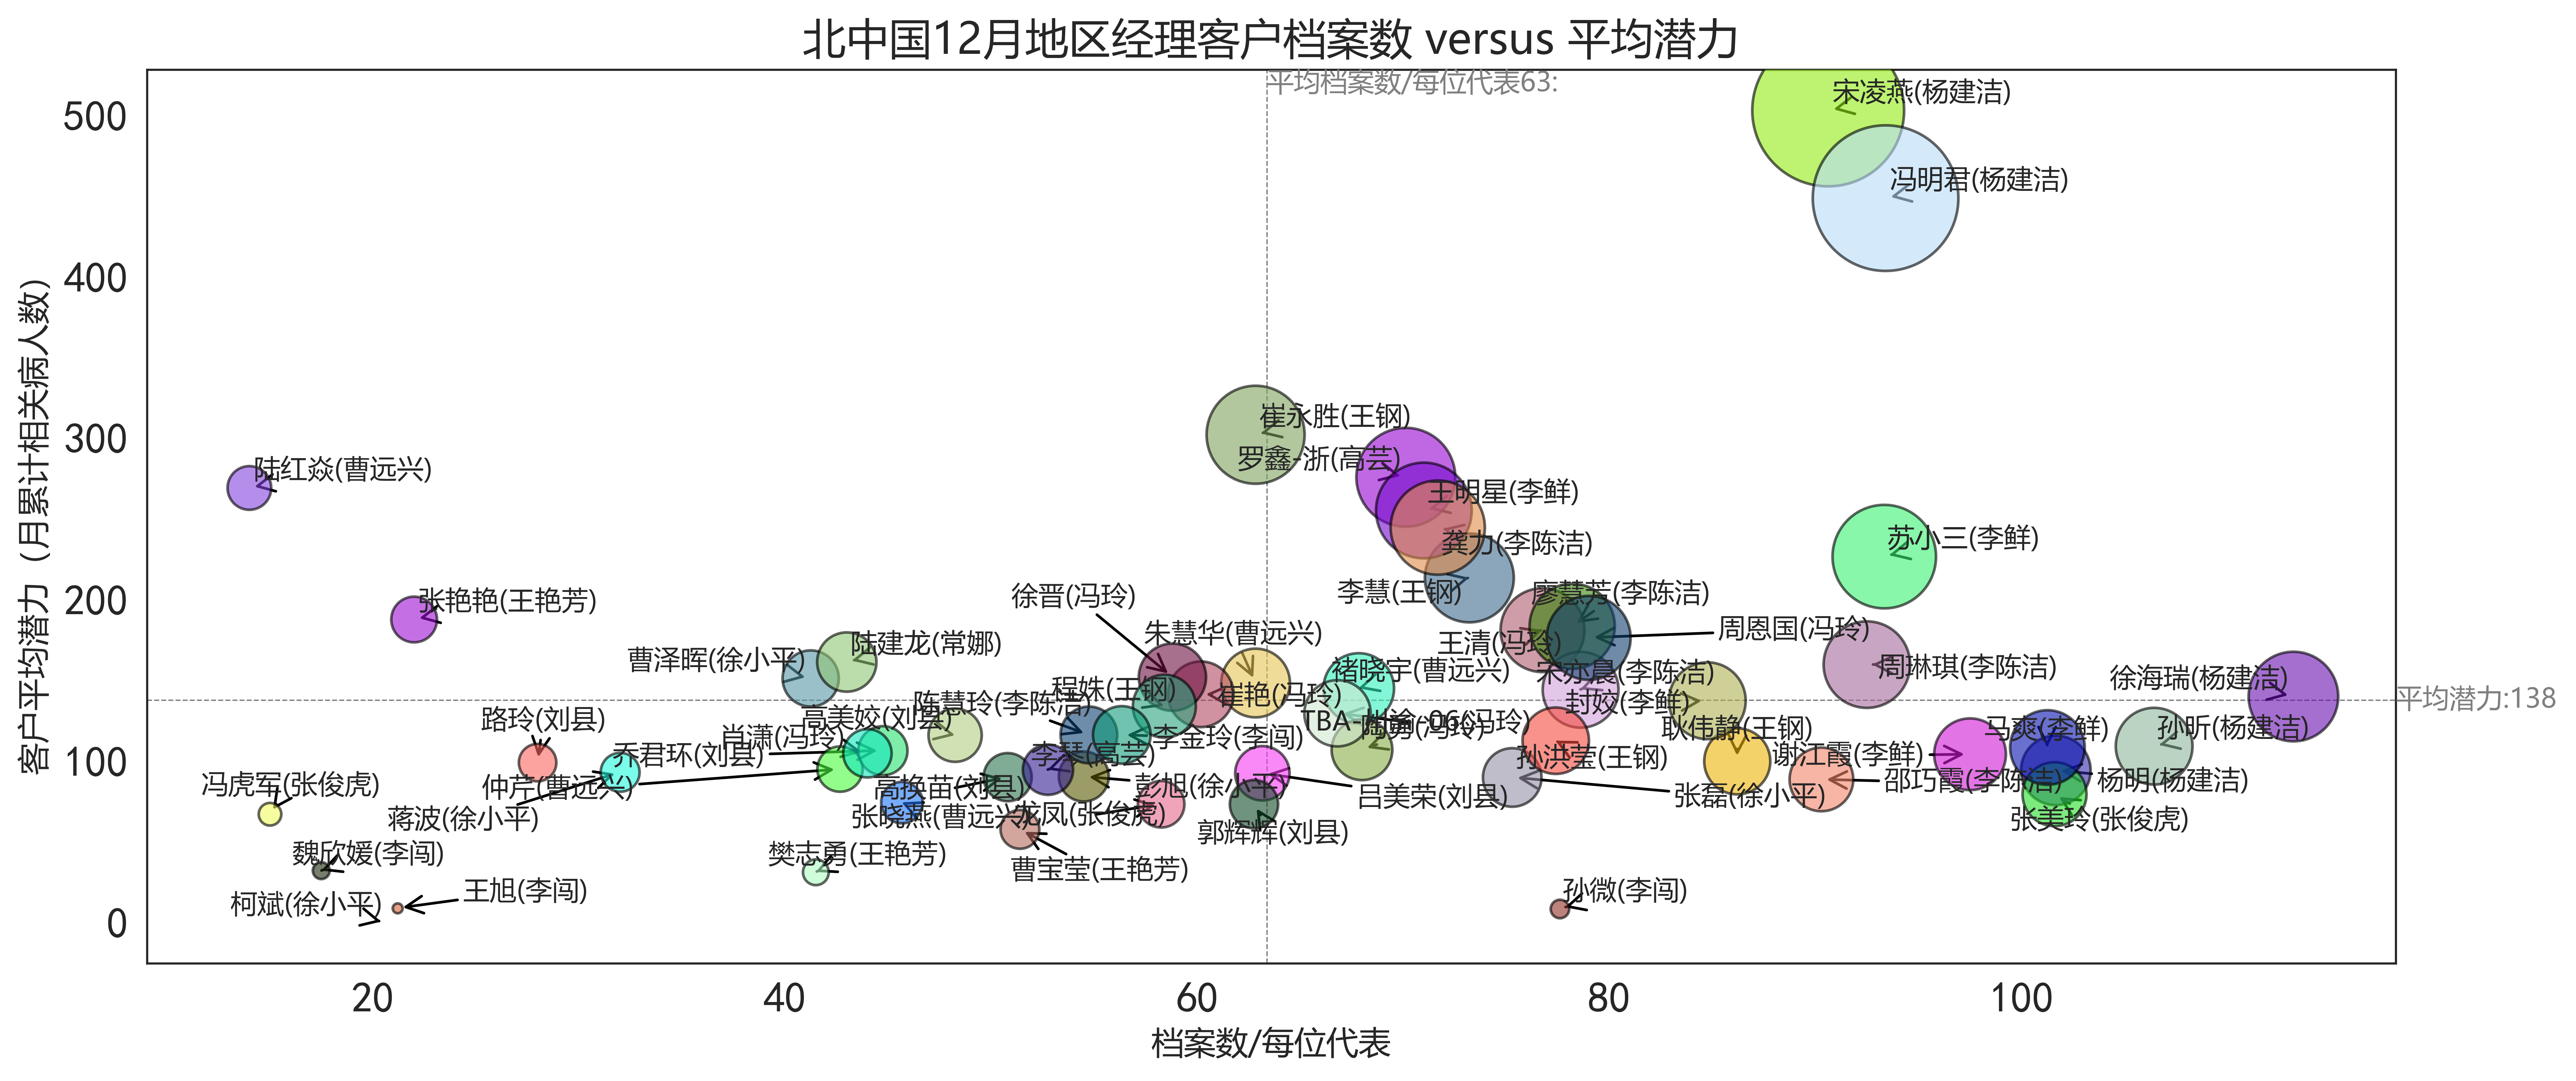 北中国12月地区经理客户档案数 versus 平均潜力
平均档案数/每位代表63:
宋凌燕(杨建洁)
冯明君(杨建洁)
崔永胜(王钢)
罗鑫-浙(高芸)
陆红焱(曹远兴)
王明星(李鲜)
龚力(李陈洁)
苏小三(李鲜)
李慧(王钢)
廖慧芳(李陈洁)
张艳艳(王艳芳)
徐晋(冯玲)
周恩国(冯玲)
朱慧华(曹远兴)
王清(冯玲)
陆建龙(常娜)
曹泽晖(徐小平)
褚晓宇(曹远兴)
宋亦晨(李陈洁)
周琳琪(李陈洁)
徐海瑞(杨建洁)
程姝(王钢)
崔艳(冯玲)
封姣(李鲜)
平均潜力:138
陈慧玲(李陈洁)
路玲(刘县)
高美姣(刘县)
肖潇(冯玲)
李金玲(李闯)
耿伟静(王钢)
马爽(李鲜)
孙昕(杨建洁)
乔君环(刘县)
李琴(高芸)
孙洪莹(王钢)
谢江霞(李鲜)
冯虎军(张俊虎)
仲芹(曹远兴)
高换苗(刘县)
彭旭(徐小平)
吕美荣(刘县)
张磊(徐小平)
邵巧霞(李陈洁)
杨明(杨建洁)
蒋波(徐小平)
张晓燕(曹远兴)
龙凤(张俊虎)
郭辉辉(刘县)
张美玲(张俊虎)
魏欣媛(李闯)
樊志勇(王艳芳)
曹宝莹(王艳芳)
柯斌(徐小平)
王旭(李闯)
孙微(李闯)
500
400
300
200
100
0
客户平均潜力（月累计相关病人数)
20
40
60
80
100
档案数/每位代表